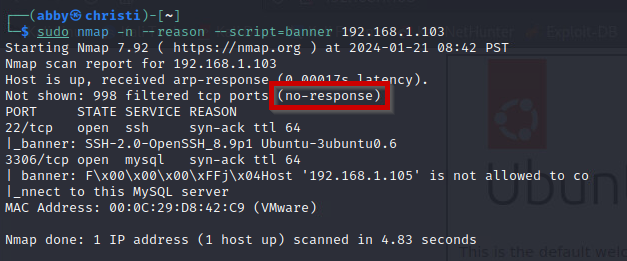 ┌──(abby㉿christi)-[~]
└─$ sudo nmap -n --reason --script=banner 192.168.1.103
Starting Nmap 7.92 ( https://nmap.org ) at 2024-01-21 08:42 PST
Nmap scan report for 192.168.1.103
Host is up, received arp-response (0.00017s latency).
Not shown: 998 filtered tcp ports (no-response)
PORT     STATE SERVICE REASON
22/tcp   open  ssh     syn-ack ttl 64
|_banner: SSH-2.0-OpenSSH_8.9p1 Ubuntu-3ubuntu0.6
3306/tcp open  mysql   syn-ack ttl 64
| banner: F\x00\x00\x00\xFFj\x04Host '192.168.1.105' is not allowed to co
|_nnect to this MySQL server
MAC Address: 00:0C:29:D8:42:C9 (VMware)
Nmap done: 1 IP address (1 host up) scanned in 4.83 seconds
Hunter
Exploit-DB
Ubun
This is the default welc